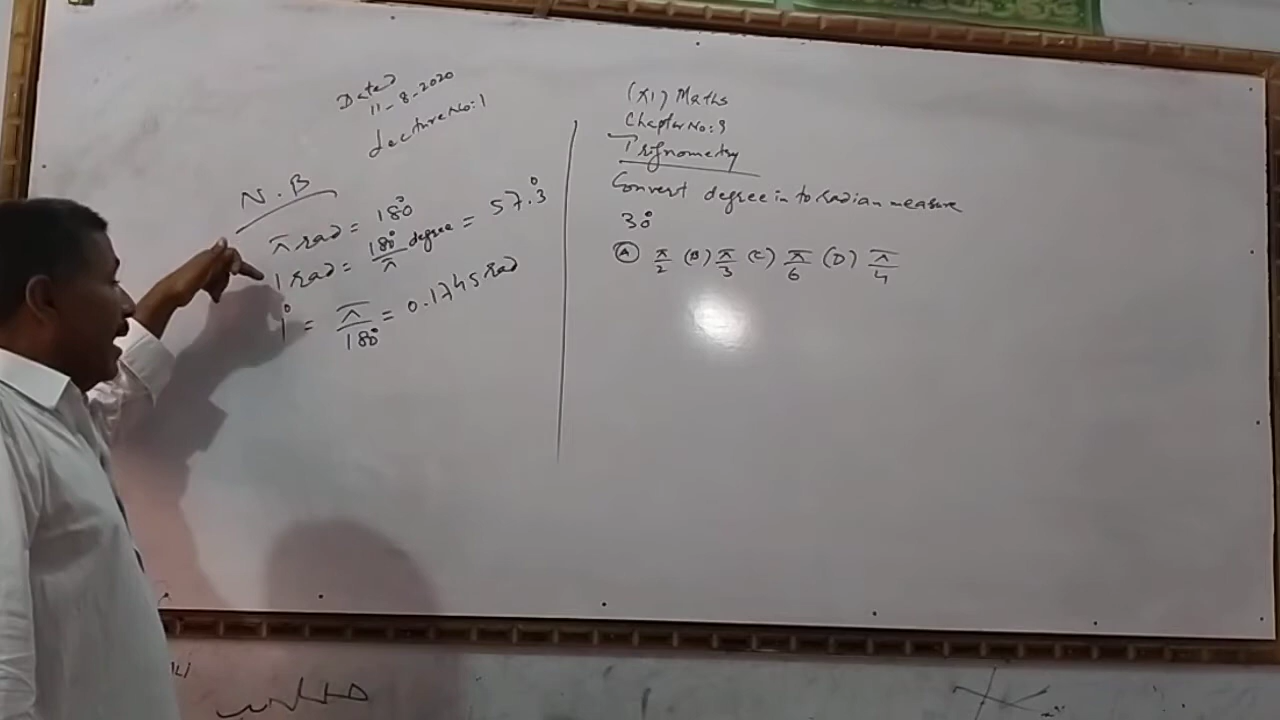 Dated
11-8-2020
Lecture No:1
N.B
π rad = 180°
1 rad = 180°/π degree = 57.3°
1° = π/180° = 0.1745 rad
(XI) Maths
Chapter No:9
Trignometry
Convert degree in to radian measure
30°
(A) π/2 (B) π/3 (C) π/6 (D) π/4